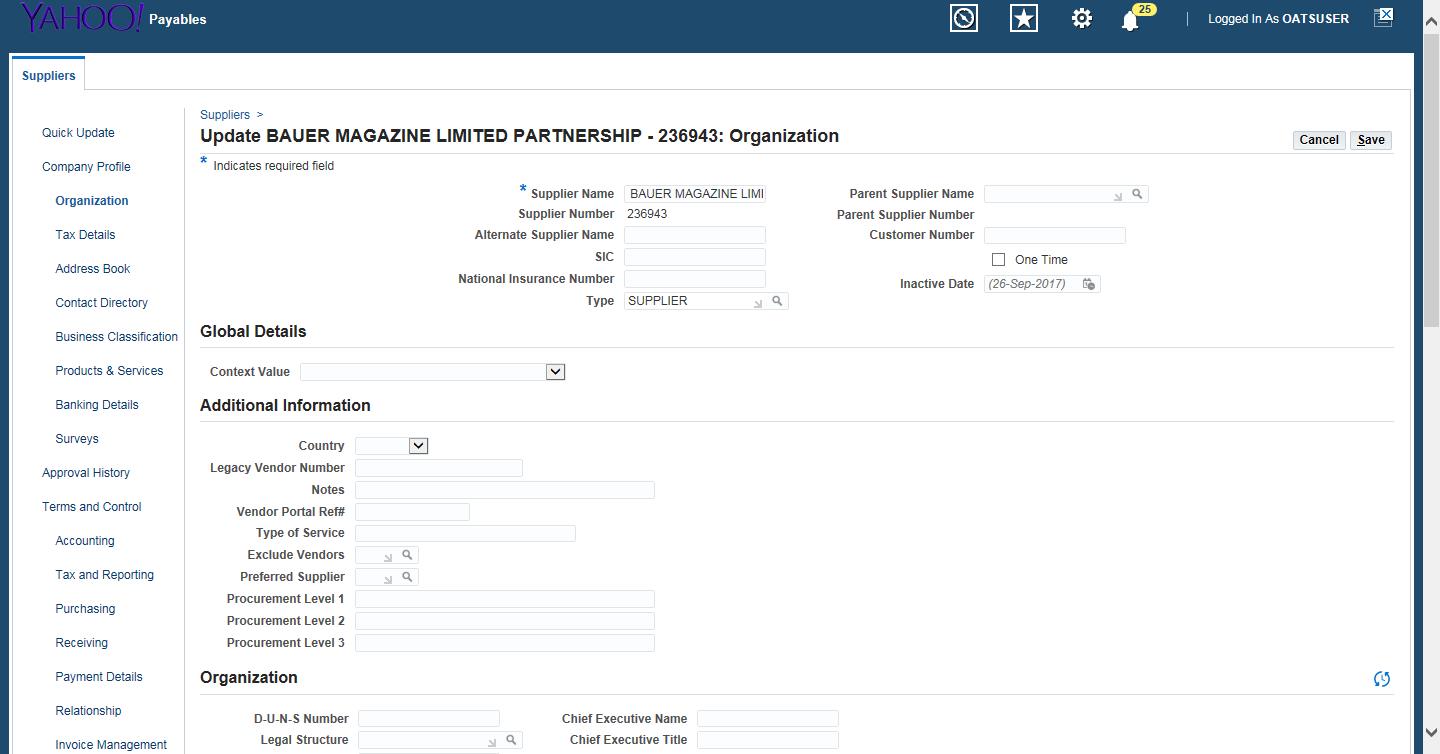 YAHOO! Payables
25
Logged In As OATSUSER
Suppliers
Quick Update
Company Profile
Organization
Tax Details
Address Book
Contact Directory
Business Classification
Products & Services
Banking Details
Surveys
Approval History
Terms and Control
Accounting
Tax and Reporting
Purchasing
Receiving
Payment Details
Relationship
Invoice Management
Suppliers >
Update BAUER MAGAZINE LIMITED PARTNERSHIP - 236943: Organization
Cancel Save
* Indicates required field
* Supplier Name BAUER MAGAZINE LIMI
Supplier Number 236943
Alternate Supplier Name
SIC
National Insurance Number
Type SUPPLIER
Parent Supplier Name
Parent Supplier Number
Customer Number
One Time
Inactive Date (26-Sep-2017)
Global Details
Context Value
Additional Information
Country
Legacy Vendor Number
Notes
Vendor Portal Ref#
Type of Service
Exclude Vendors
Preferred Supplier
Procurement Level 1
Procurement Level 2
Procurement Level 3
Organization
D-U-N-S Number
Legal Structure
Chief Executive Name
Chief Executive Title